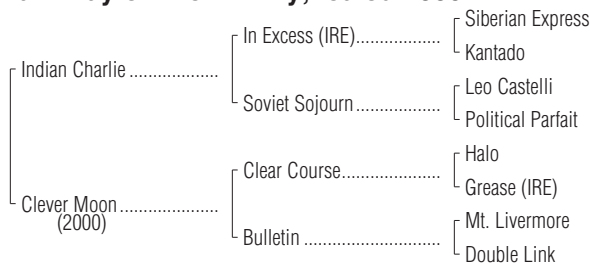 Siberian Express
In Excess (IRE)....................
Kantado
Indian Charlie .....................
Leo Castelli
Soviet Sojourn ....................
Political Parfait
Halo
Clear Course........................
Grease (IRE)
Clever Moon .......................
(2000)
Mt. Livermore
Bulletin ................................
Double Link